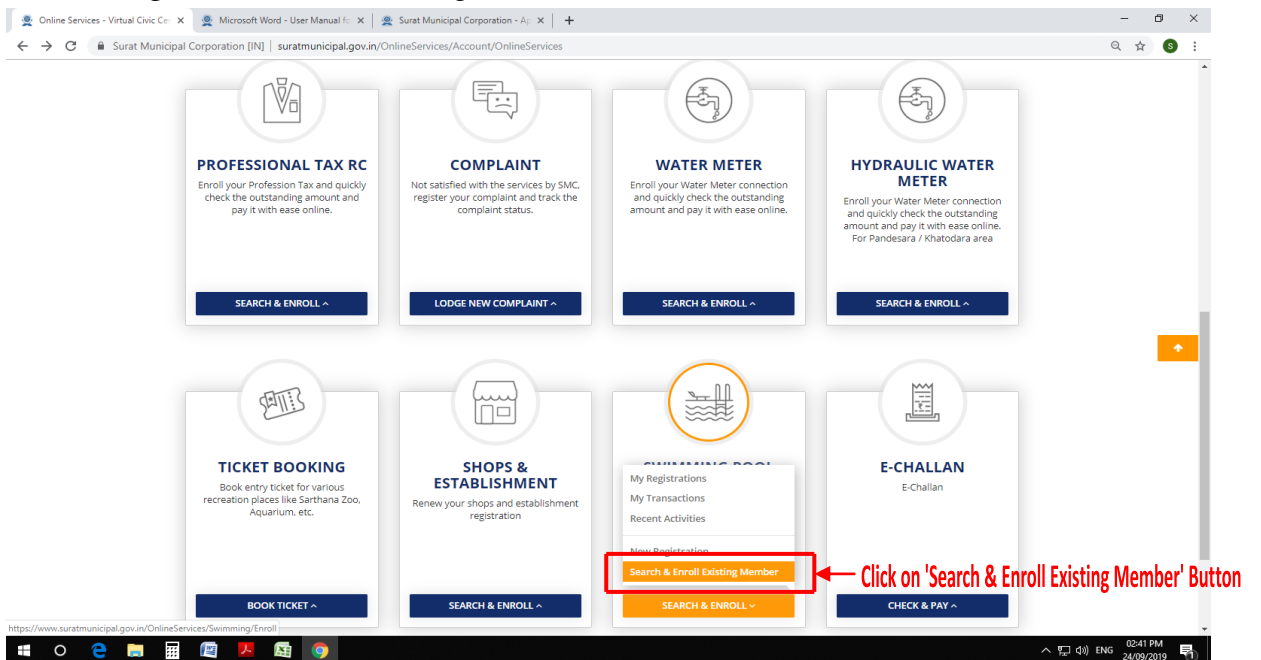 Online Services - Virtual Civic Ce
Microsoft Word - User Manual fo
Surat Municipal Corporation - Ap
Surat Municipal Corporation [IN] | suratmunicipal.gov.in/OnlineServices/Account/OnlineServices
S
PROFESSIONAL TAX RC
Enroll your Profession Tax and quickly
check the outstanding amount and
pay it with ease online.
SEARCH & ENROLL
COMPLAINT
Not satisfied with the services by SMC,
register your complaint and track the
complaint status.
LODGE NEW COMPLAINT
WATER METER
Enroll your Water Meter connection
and quickly check the outstanding
amount and pay it with ease online.
SEARCH & ENROLL
HYDRAULIC WATER
METER
Enroll your Water Meter connection
and quickly check the outstanding
amount and pay it with ease online.
For Pandesara / Khatodara area
SEARCH & ENROLL
TICKET BOOKING
Book entry ticket for various
recreation places like Sarthana Zoo,
Aquarium, etc.
BOOK TICKET
SHOPS &
ESTABLISHMENT
Renew your shops and establishment
registration
SEARCH & ENROLL
SWIMMING POOL
My Registrations
My Transactions
Recent Activities
New Registration
Search & Enroll Existing Member
SEARCH & ENROLL
Click on 'Search & Enroll Existing Member' Button
E-CHALLAN
E-Challan
CHECK & PAY
https://www.suratmunicipal.gov.in/OnlineServices/Swimming/Enroll
ENG
02:41 PM
24/09/2019